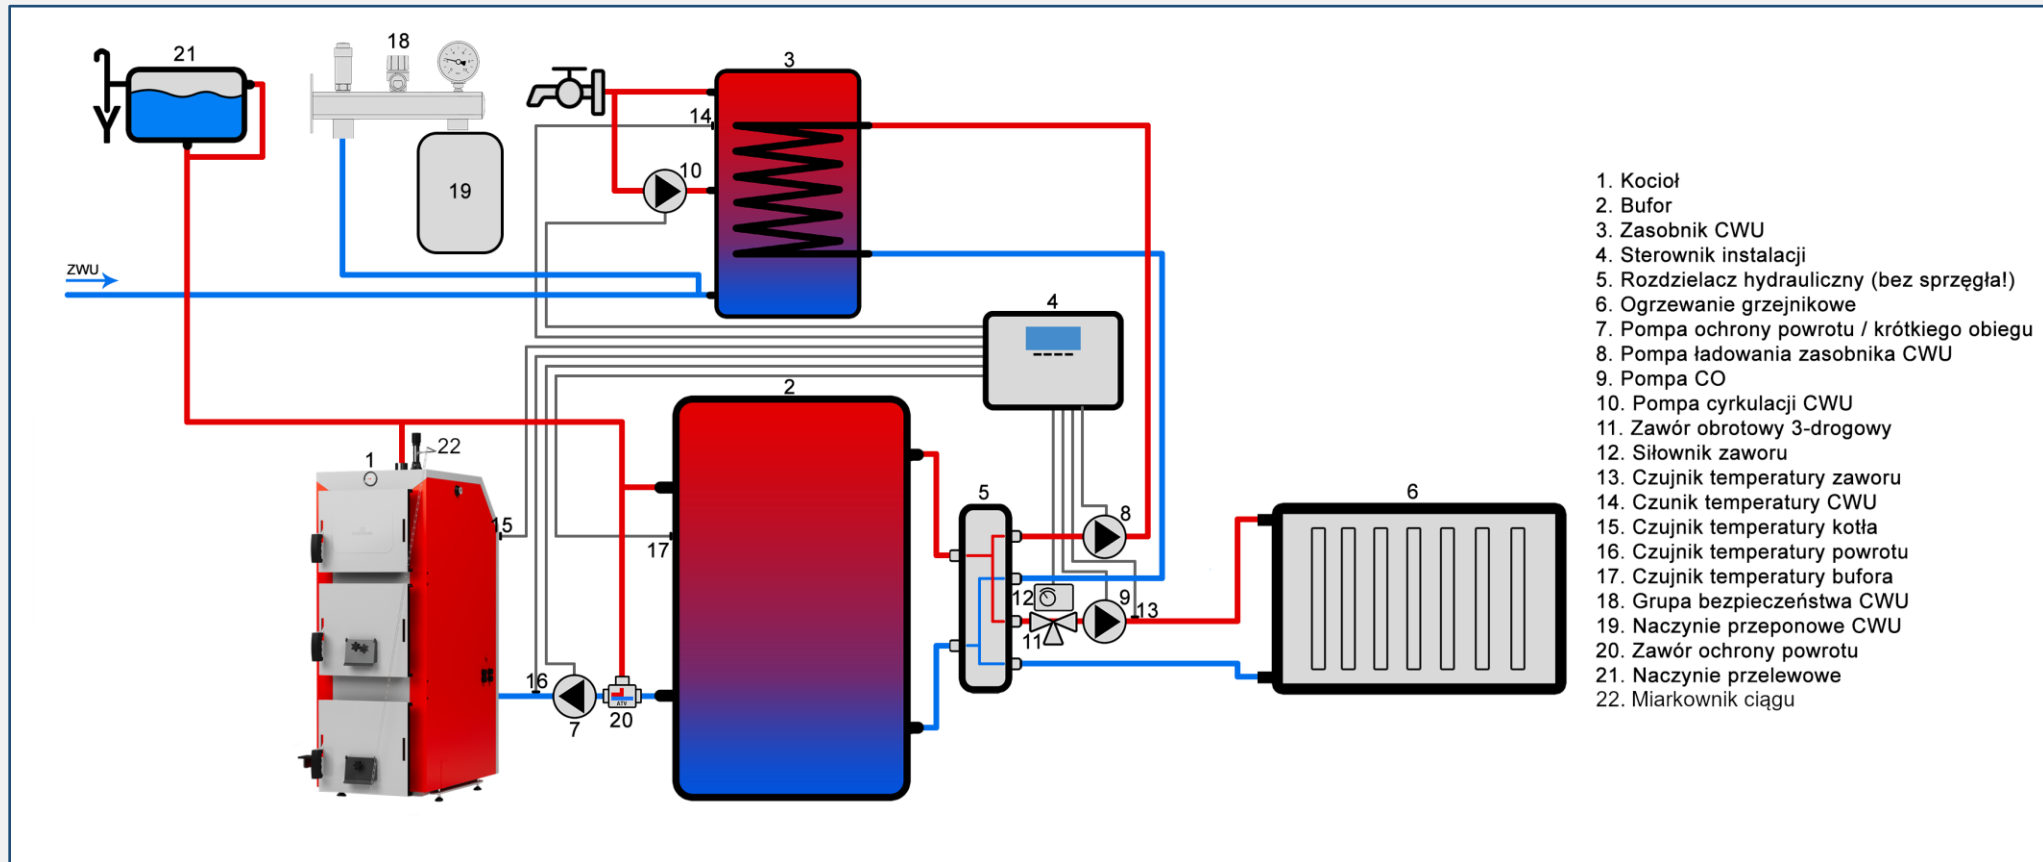 21
18
3
14
10
19
ZWU
4
2
1
22
15
17
5
8
6
12
9
13
11
16
7
20
ATV
1. Kocioł
2. Bufor
3. Zasobnik CWU
4. Sterownik instalacji
5. Rozdzielacz hydrauliczny (bez sprzęgła!)
6. Ogrzewanie grzejnikowe
7. Pompa ochrony powrotu / krótkiego obiegu
8. Pompa ładowania zasobnika CWU
9. Pompa CO
10. Pompa cyrkulacji CWU
11. Zawór obrotowy 3-drogowy
12. Siłownik zaworu
13. Czujnik temperatury zaworu
14. Czunik temperatury CWU
15. Czujnik temperatury kotła
16. Czujnik temperatury powrotu
17. Czujnik temperatury bufora
18. Grupa bezpieczeństwa CWU
19. Naczynie przeponowe CWU
20. Zawór ochrony powrotu
21. Naczynie przelewowe
22. Miarkownik ciągu